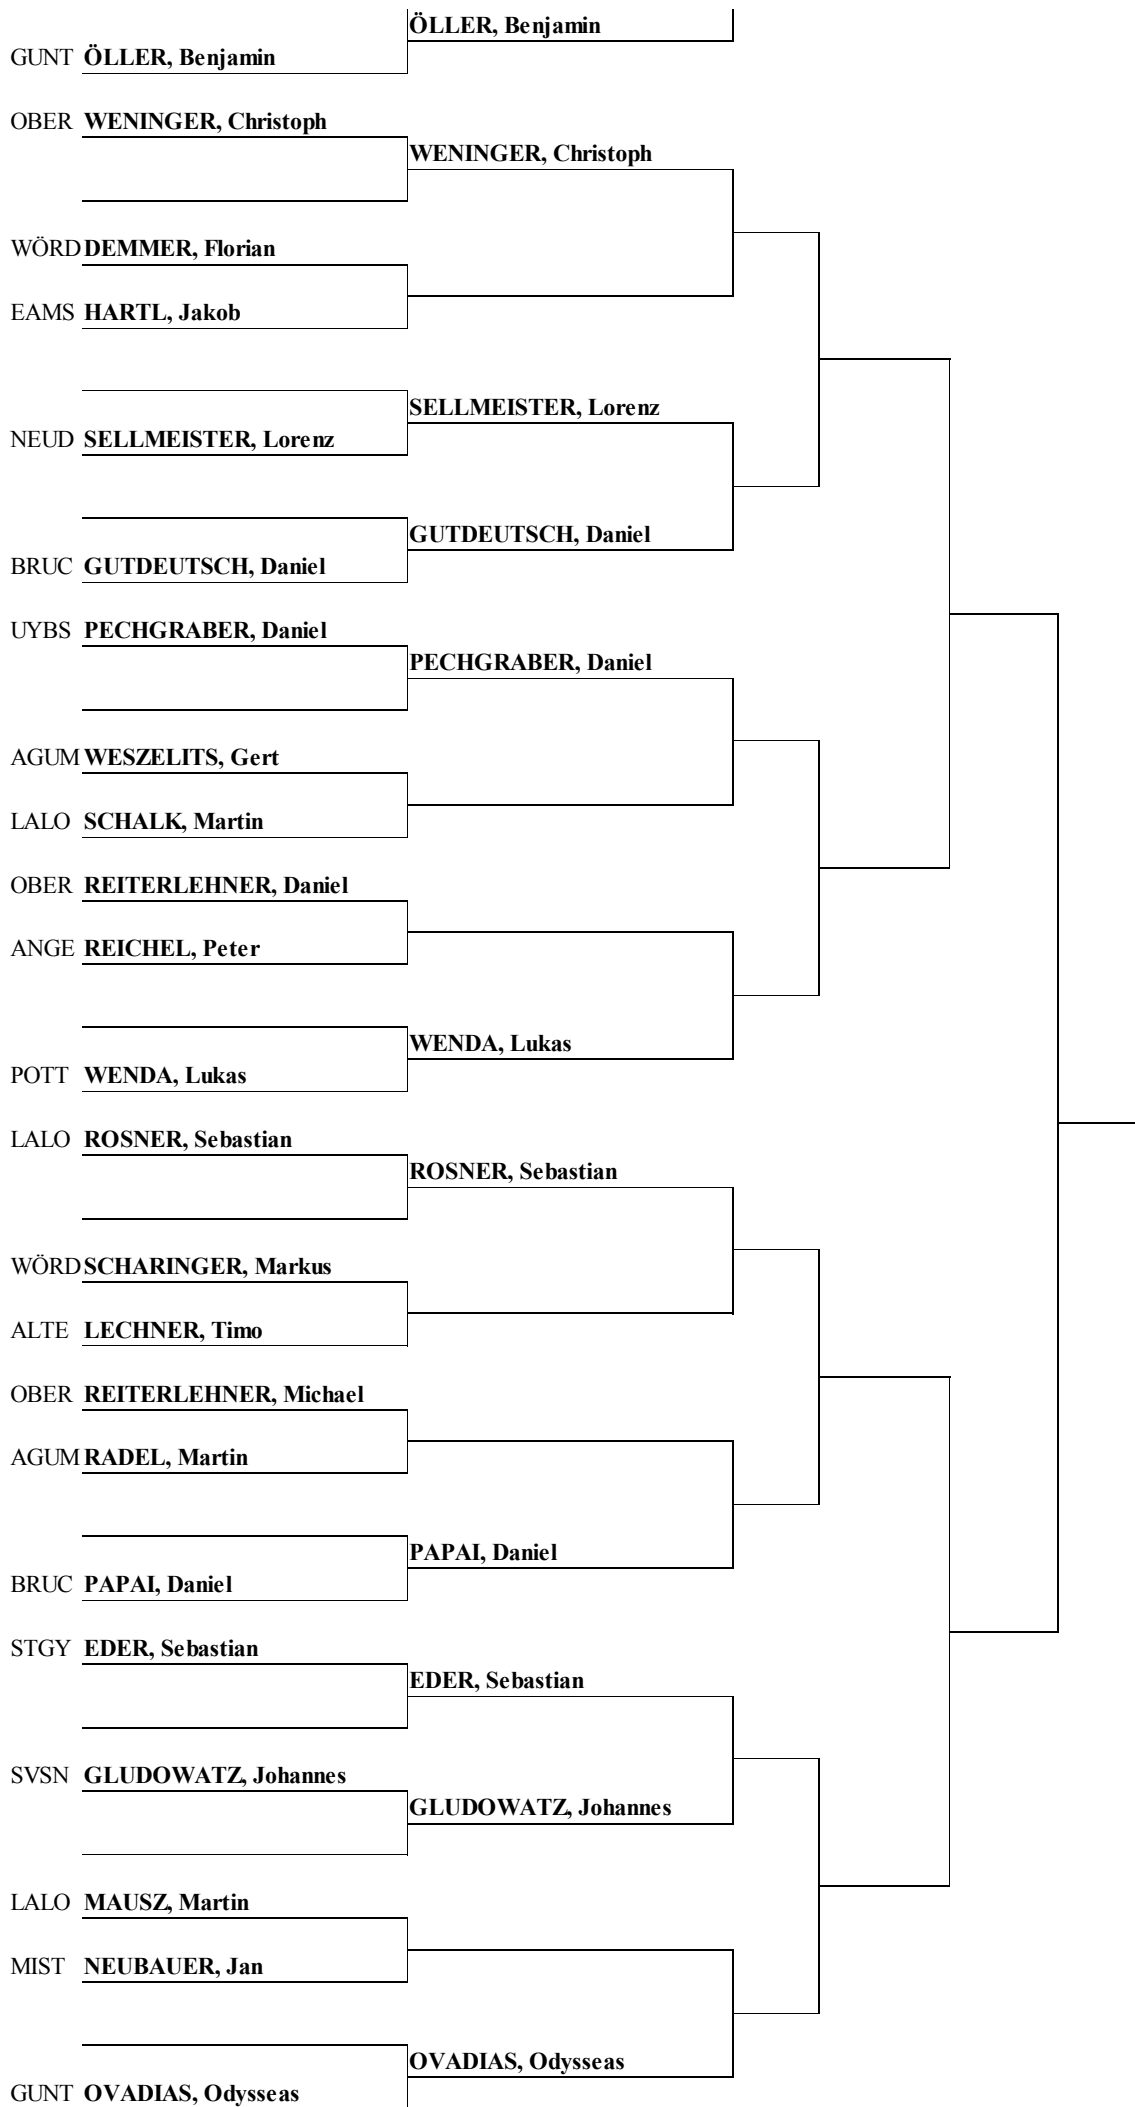 ÖLLER, Benjamin
GUNT ÖLLER, Benjamin
OBER WENINGER, Christoph
WENINGER, Christoph
WÖRD DEMMER, Florian
EAMS HARTL, Jakob
SELLMEISTER, Lorenz
NEUD SELLMEISTER, Lorenz
GUTDEUTSCH, Daniel
BRUC GUTDEUTSCH, Daniel
UYBS PECHGRABER, Daniel
PECHGRABER, Daniel
AGUM WESZELITS, Gert
LALO SCHALK, Martin
OBER REITERLEHNER, Daniel
ANGE REICHEL, Peter
WENDA, Lukas
POTT WENDA, Lukas
LALO ROSNER, Sebastian
ROSNER, Sebastian
WÖRD SCHARINGER, Markus
ALTE LECHNER, Timo
OBER REITERLEHNER, Michael
AGUM RADEL, Martin
PAPAI, Daniel
BRUC PAPAI, Daniel
STGY EDER, Sebastian
EDER, Sebastian
SVSN GLUDOWATZ, Johannes
GLUDOWATZ, Johannes
LALO MAUSZ, Martin
MIST NEUBAUER, Jan
OVADIAS, Odysseas
GUNT OVADIAS, Odysseas